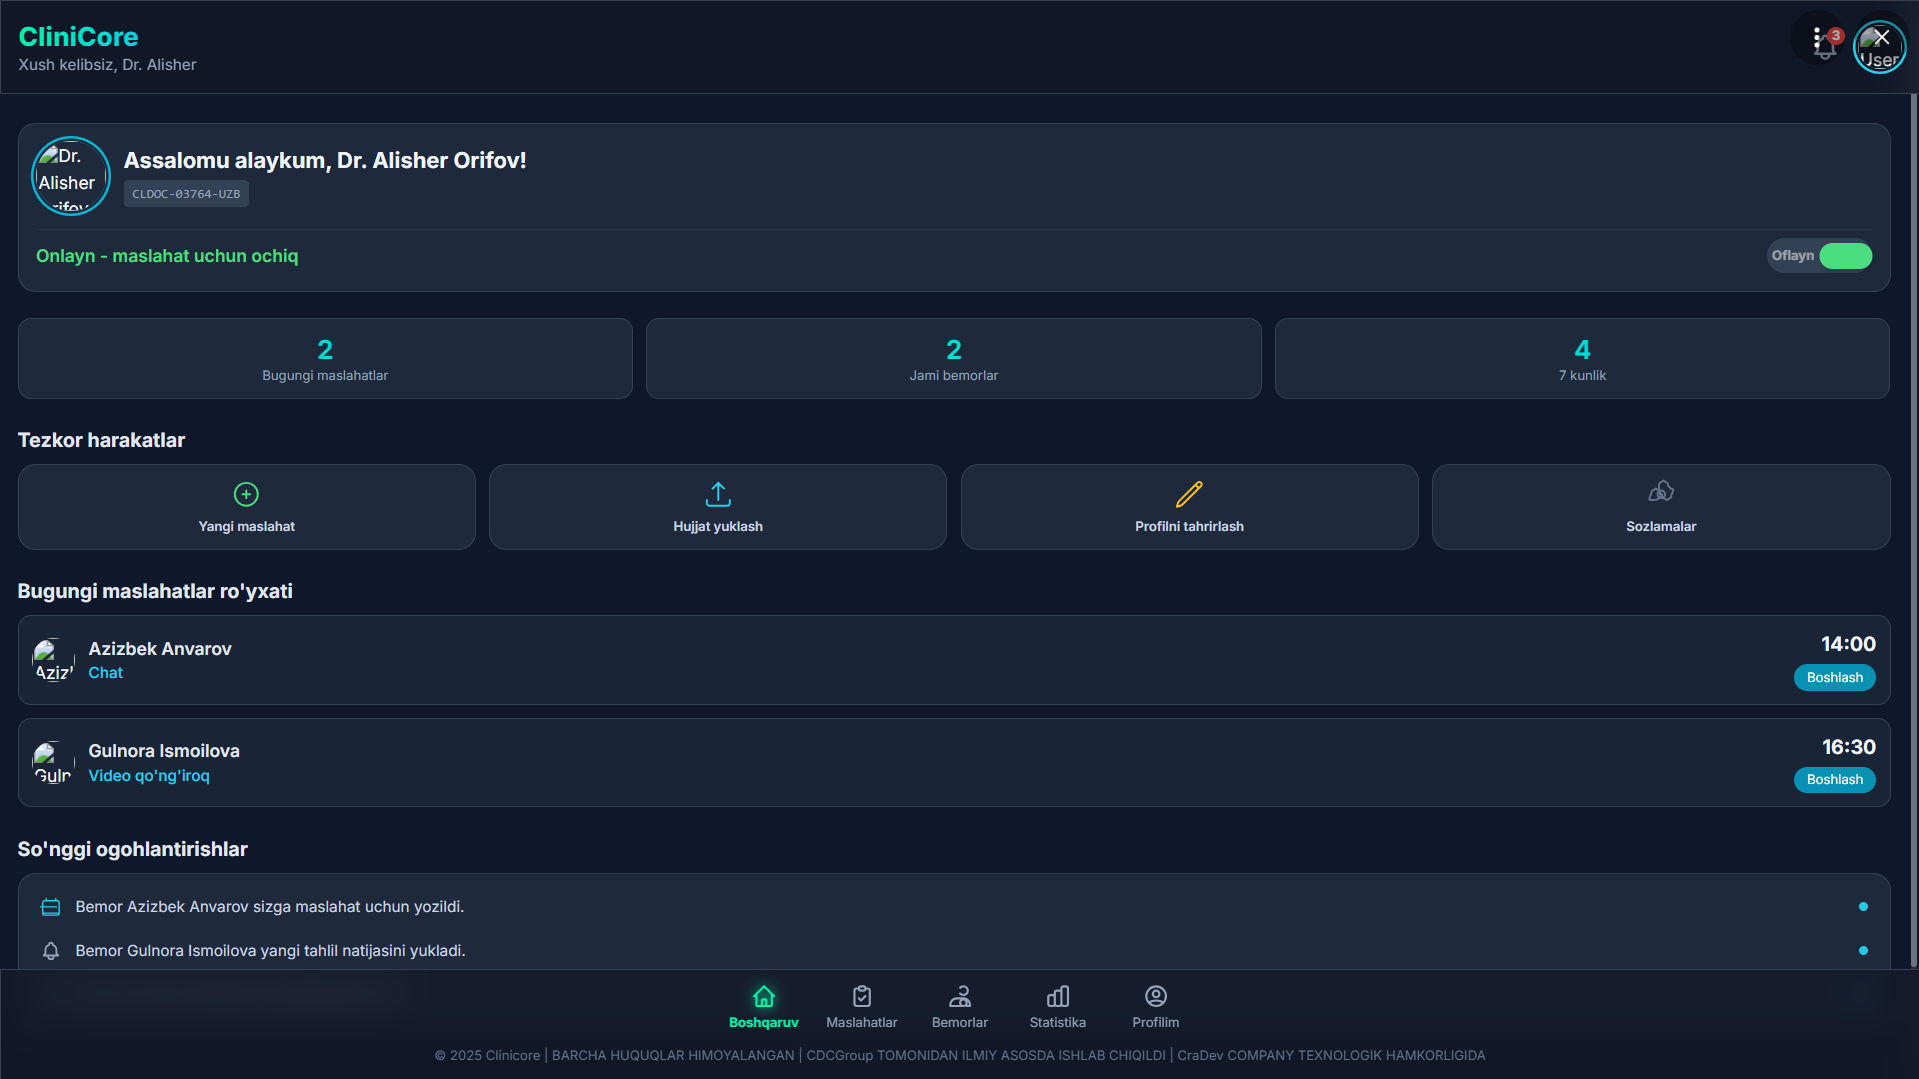 CliniCore
Xush kelibsiz, Dr. Alisher
3
User
Dr.
Alisher
Orifov
Assalomu alaykum, Dr. Alisher Orifov!
CLDOC-03764-UZB
Onlayn - maslahat uchun ochiq
Oflayn
2
Bugungi maslahatlar
2
Jami bemorlar
4
7 kunlik
Tezkor harakatlar
Yangi maslahat
Hujjat yuklash
Profilni tahrirlash
Sozlamalar
Bugungi maslahatlar ro'yxati
Azizbek Anvarov
Chat
14:00
Boshlash
Gulnora Ismoilova
Video qo'ng'iroq
16:30
Boshlash
So'nggi ogohlantirishlar
Bemor Azizbek Anvarov sizga maslahat uchun yozildi.
Bemor Gulnora Ismoilova yangi tahlil natijasini yukladi.
Boshqaruv
Maslahatlar
Bemorlar
Statistika
Profilim
© 2025 Clinicore | BARCHA HUQUQLAR HIMOYALANGAN | CDCGroup TOMONIDAN ILMIY ASOSDA ISHLAB CHIQILDI | CraDev COMPANY TEXNOLOGIK HAMKORLIGIDA